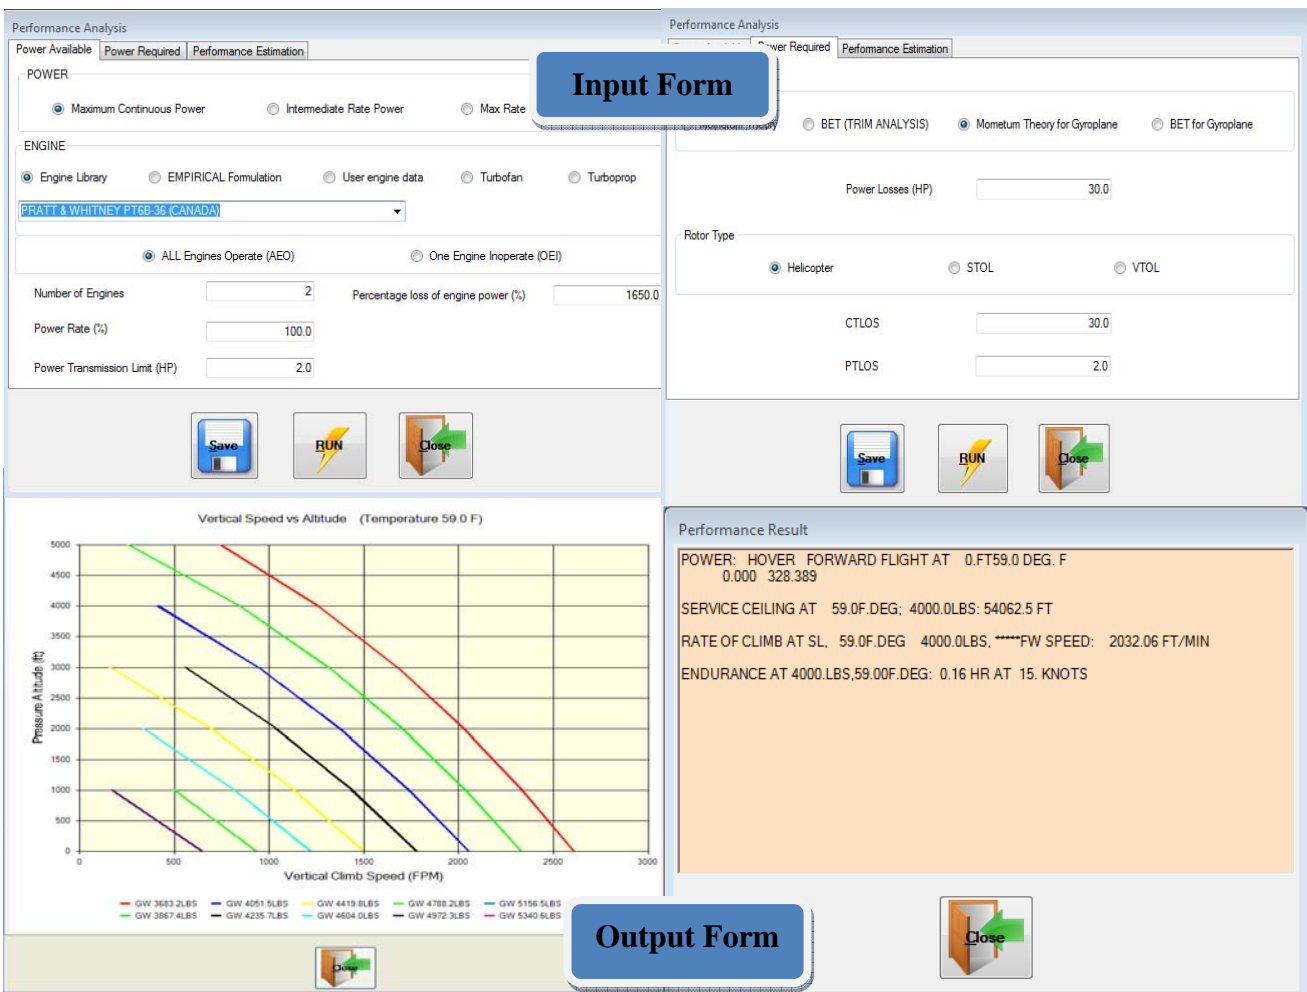 Performance Analysis
Power Available Power Required Performance Estimation
POWER
Maximum Continuous Power Intermediate Rate Power Max Rate
ENGINE
Engine Library EMPIRICAL Formulation User engine data Turbofan Turboprop
PRATT & WHITNEY PT6B-36 (CANADA)
ALL Engines Operate (AEO) One Engine Inoperate (OEI)
Number of Engines 2 Percentage loss of engine power (%) 1650.0
Power Rate (%) 100.0
Power Transmission Limit (HP) 2.0
Save RUN Close
Input Form
Performance Analysis
Power Required Performance Estimation
Mometum Theory BET (TRIM ANALYSIS) Mometum Theory for Gyroplane BET for Gyroplane
Power Losses (HP) 30.0
Rotor Type
Helicopter STOL VTOL
CTLOS 30.0
PTLOS 2.0
Save RUN Close
Vertical Speed vs Altitude (Temperature 59.0 F)
Pressure Altitude (ft)
5000
4500
4000
3500
3000
2500
2000
1500
1000
500
0
0 500 1000 1500 2000 2500 3000
Vertical Climb Speed (FPM)
GW 3683.2LBS GW 4051.5LBS GW 4419.8LBS GW 4788.2LBS GW 5156.5LBS
GW 3867.4LBS GW 4235.7LBS GW 4604.0LBS GW 4972.3LBS GW 5340.6LBS
Close
Performance Result
POWER: HOVER FORWARD FLIGHT AT 0.FT59.0 DEG. F
0.000 328.389
SERVICE CEILING AT 59.0F.DEG; 4000.0LBS: 54062.5 FT
RATE OF CLIMB AT SL, 59.0F.DEG 4000.0LBS, *****FW SPEED: 2032.06 FT/MIN
ENDURANCE AT 4000.LBS,59.00F.DEG: 0.16 HR AT 15. KNOTS
Close
Output Form